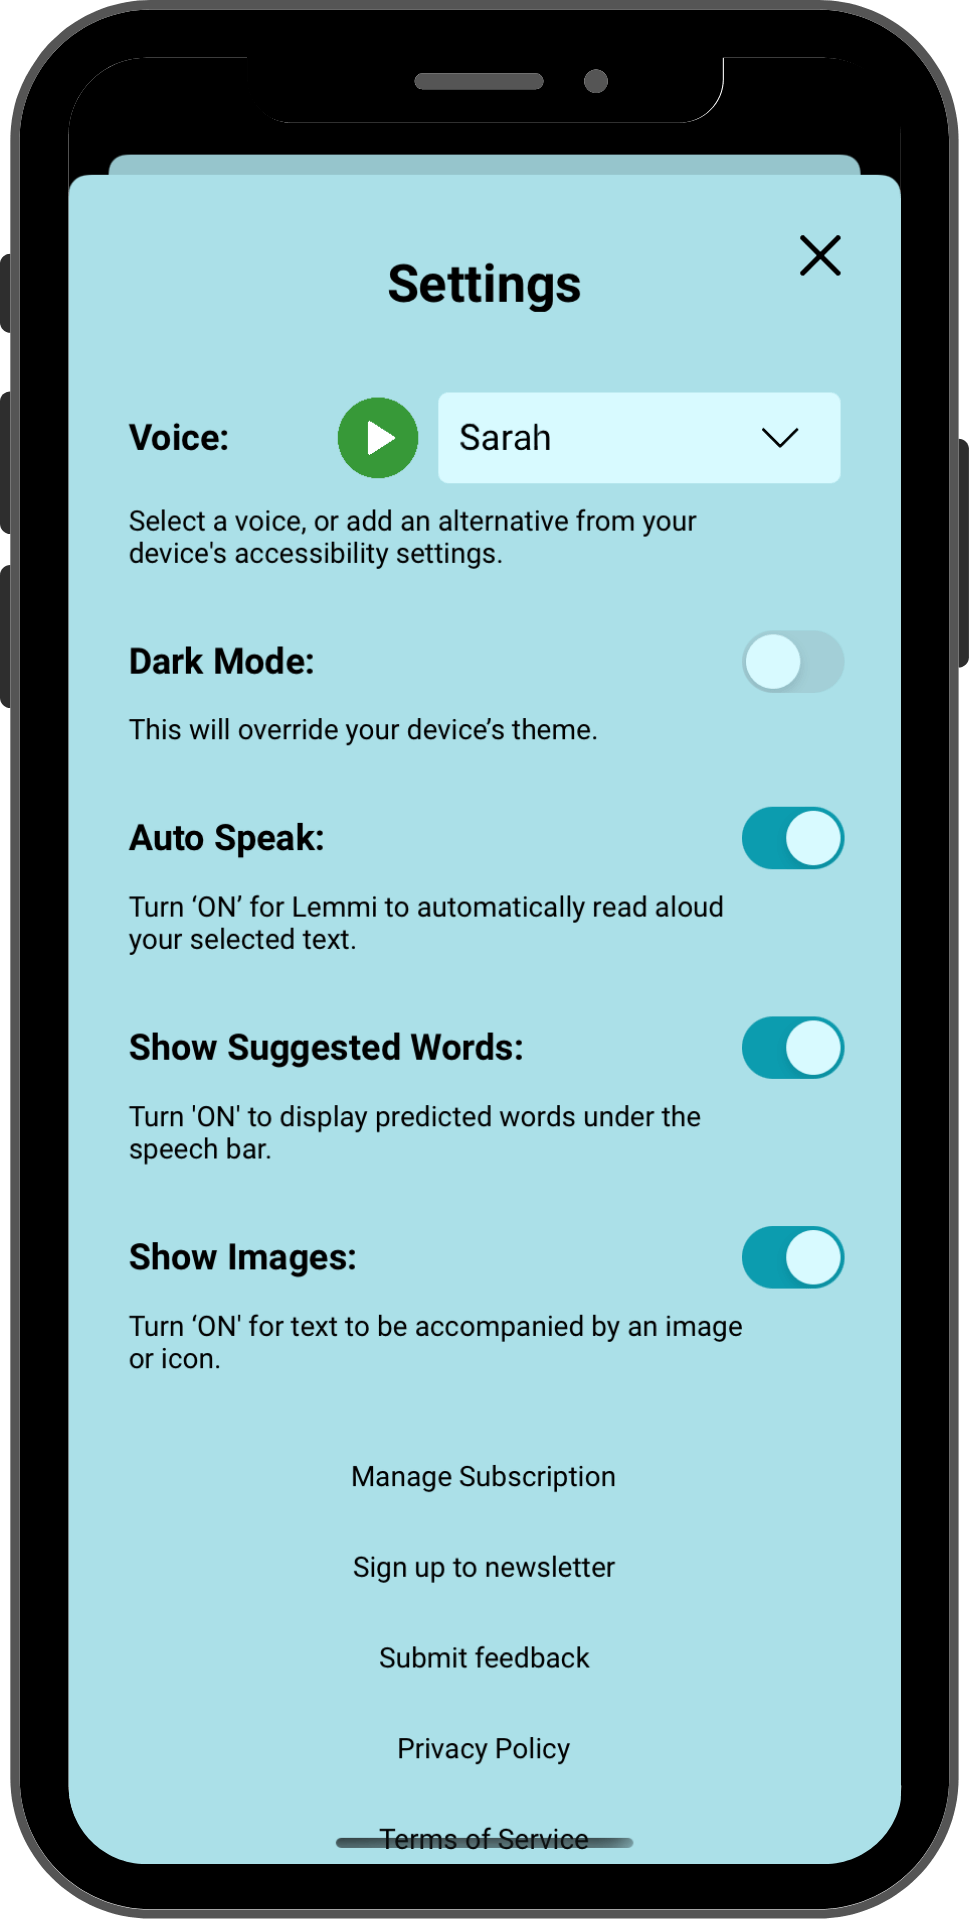 Settings
Voice:
Sarah
Select a voice, or add an alternative from your
device's accessibility settings.
Dark Mode:
This will override your device’s theme.
Auto Speak:
Turn ‘ON’ for Lemmi to automatically read aloud
your selected text.
Show Suggested Words:
Turn 'ON' to display predicted words under the
speech bar.
Show Images:
Turn ‘ON' for text to be accompanied by an image
or icon.
Manage Subscription
Sign up to newsletter
Submit feedback
Privacy Policy
Terms of Service